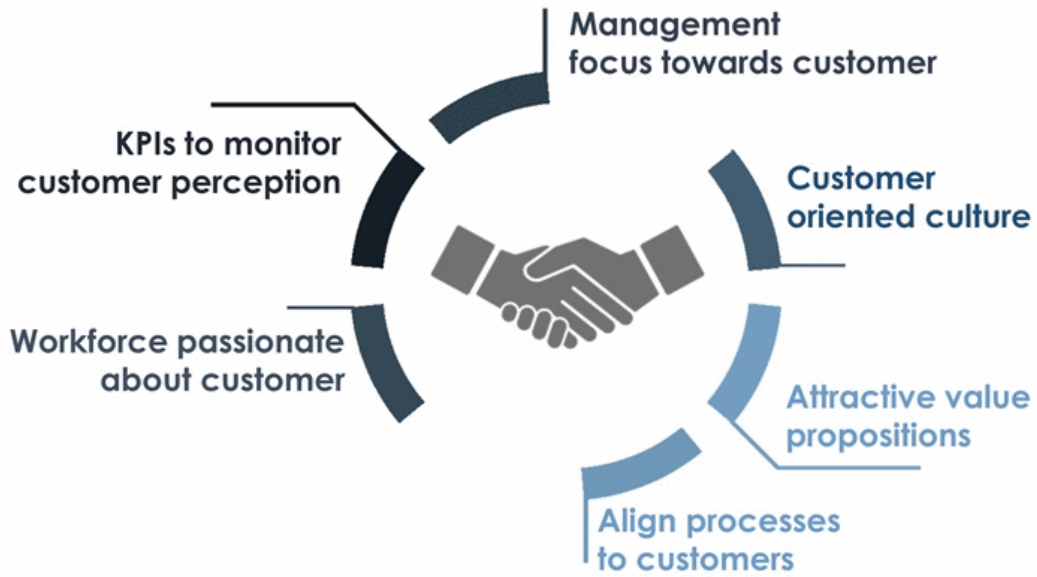 Management
focus towards customer
KPIs to monitor
customer perception
Customer
oriented culture
Workforce passionate
about customer
Attractive value
propositions
Align processes
to customers